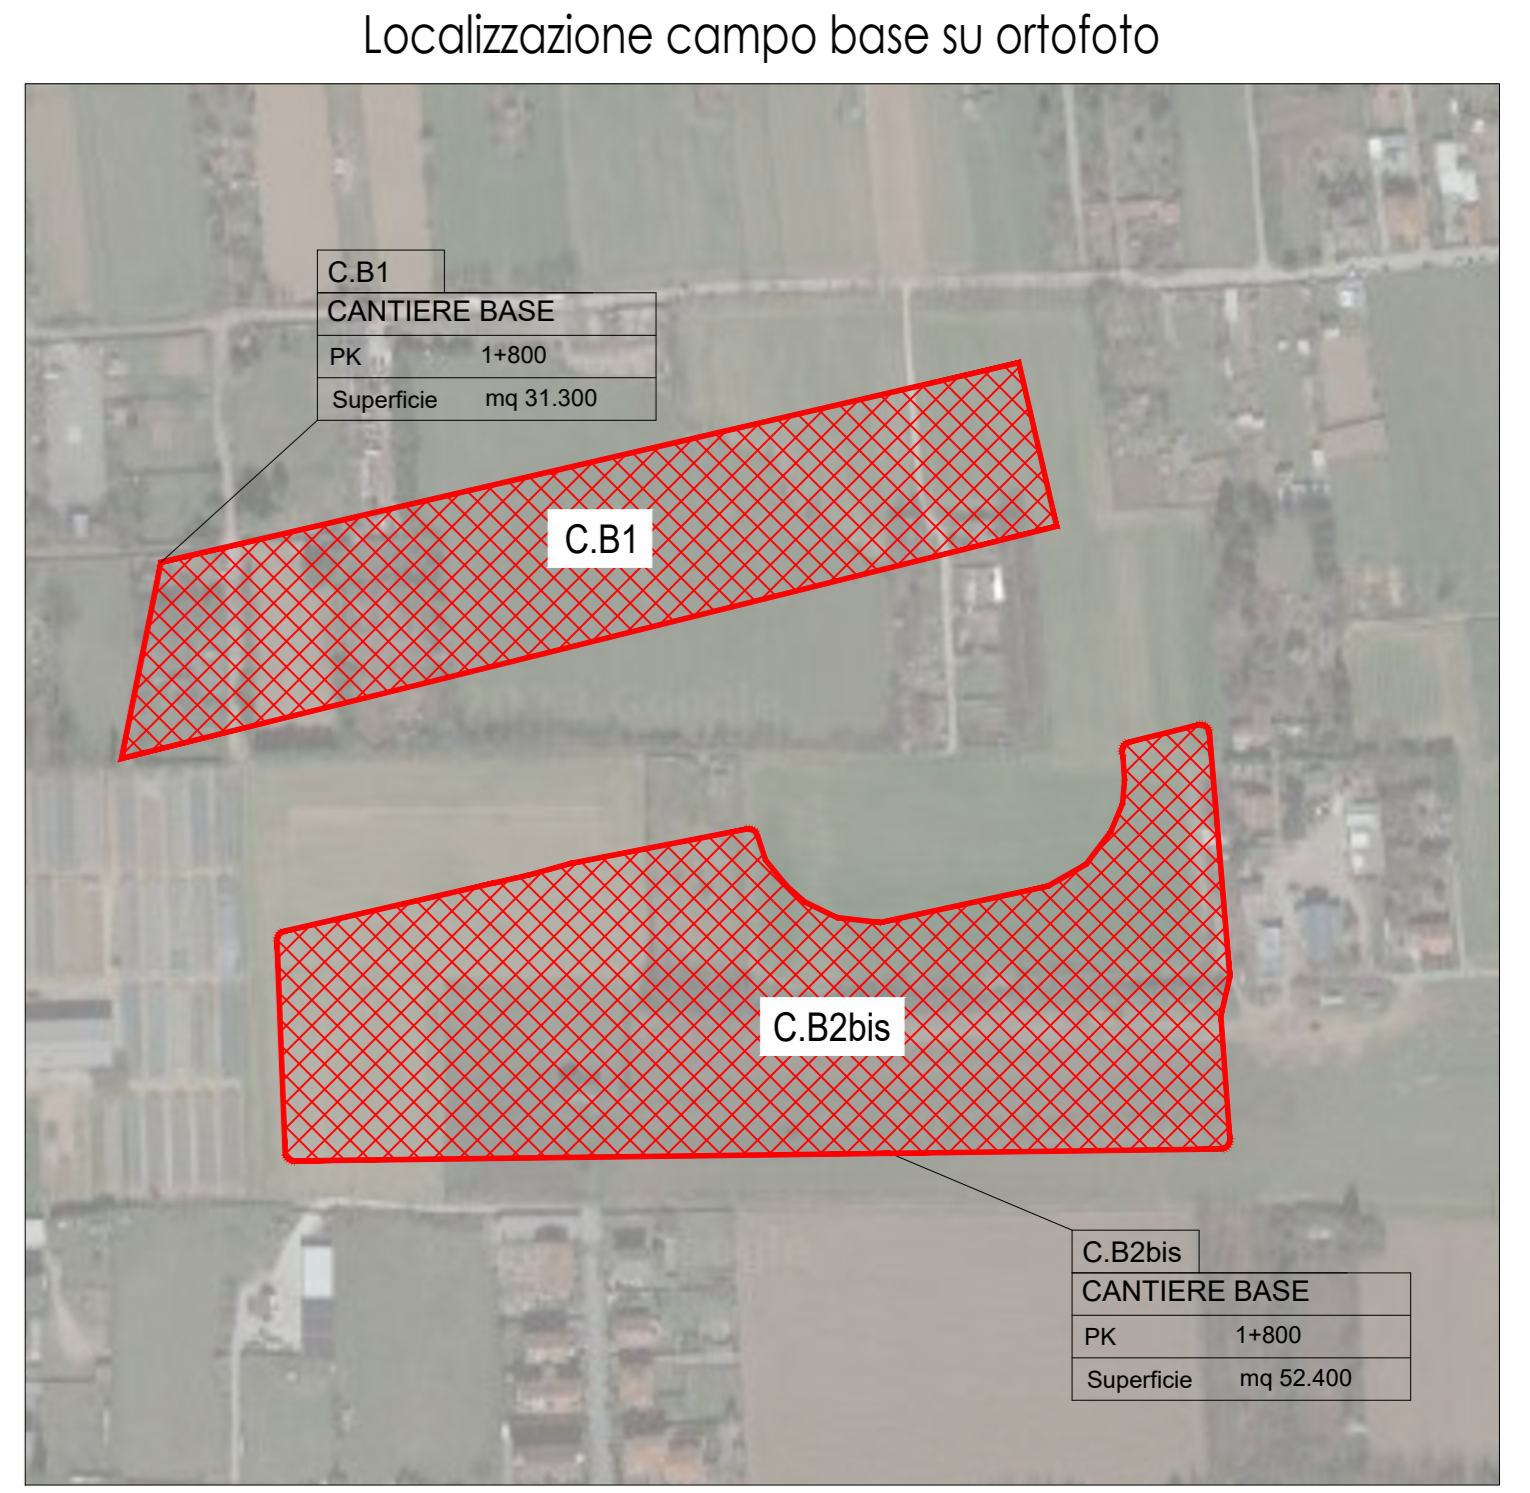 Localizzazione campo base su ortofoto
C.B1
CANTIERE BASE
PK 1+800
Superficie mq 31.300
C.B1
C.B2bis
C.B2bis
CANTIERE BASE
PK 1+800
Superficie mq 52.400